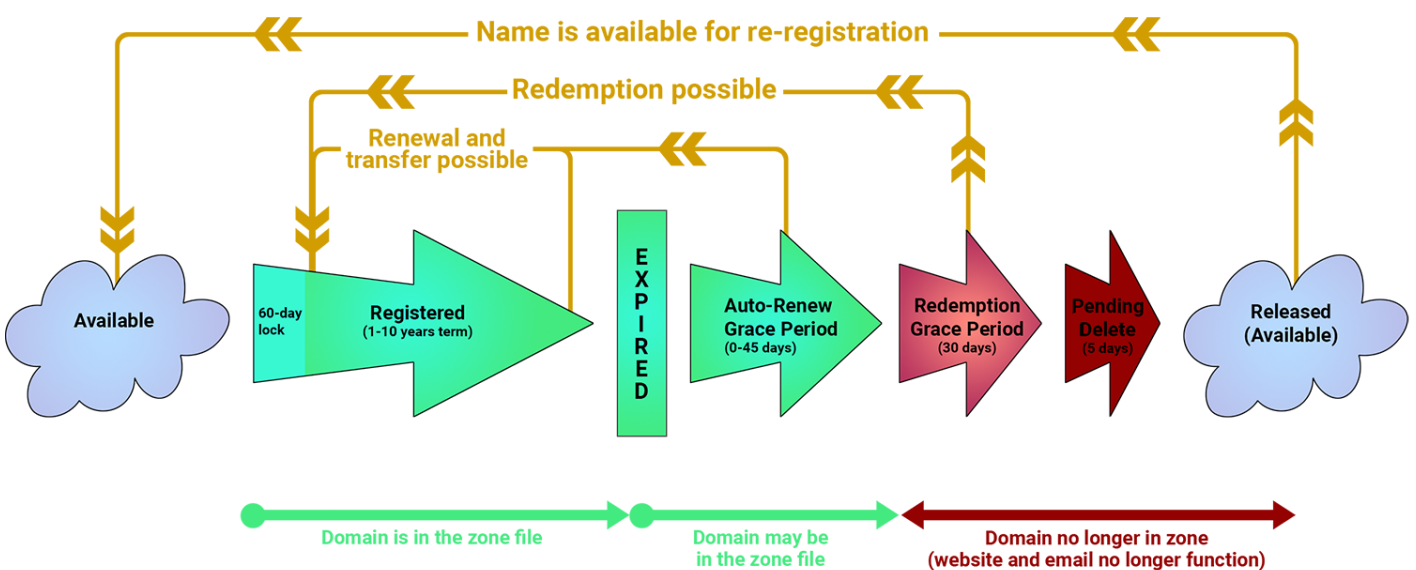 Name is available for re-registration
Redemption possible
Renewal and
transfer possible
Available
60-day
lock
Registered
(1-10 years term)
EXPIRED
Auto-Renew
Grace Period
(0-45 days)
Redemption
Grace Period
(30 days)
Pending
Delete
(5 days)
Released
(Available)
Domain is in the zone file
Domain may be
in the zone file
Domain no longer in zone
(website and email no longer function)